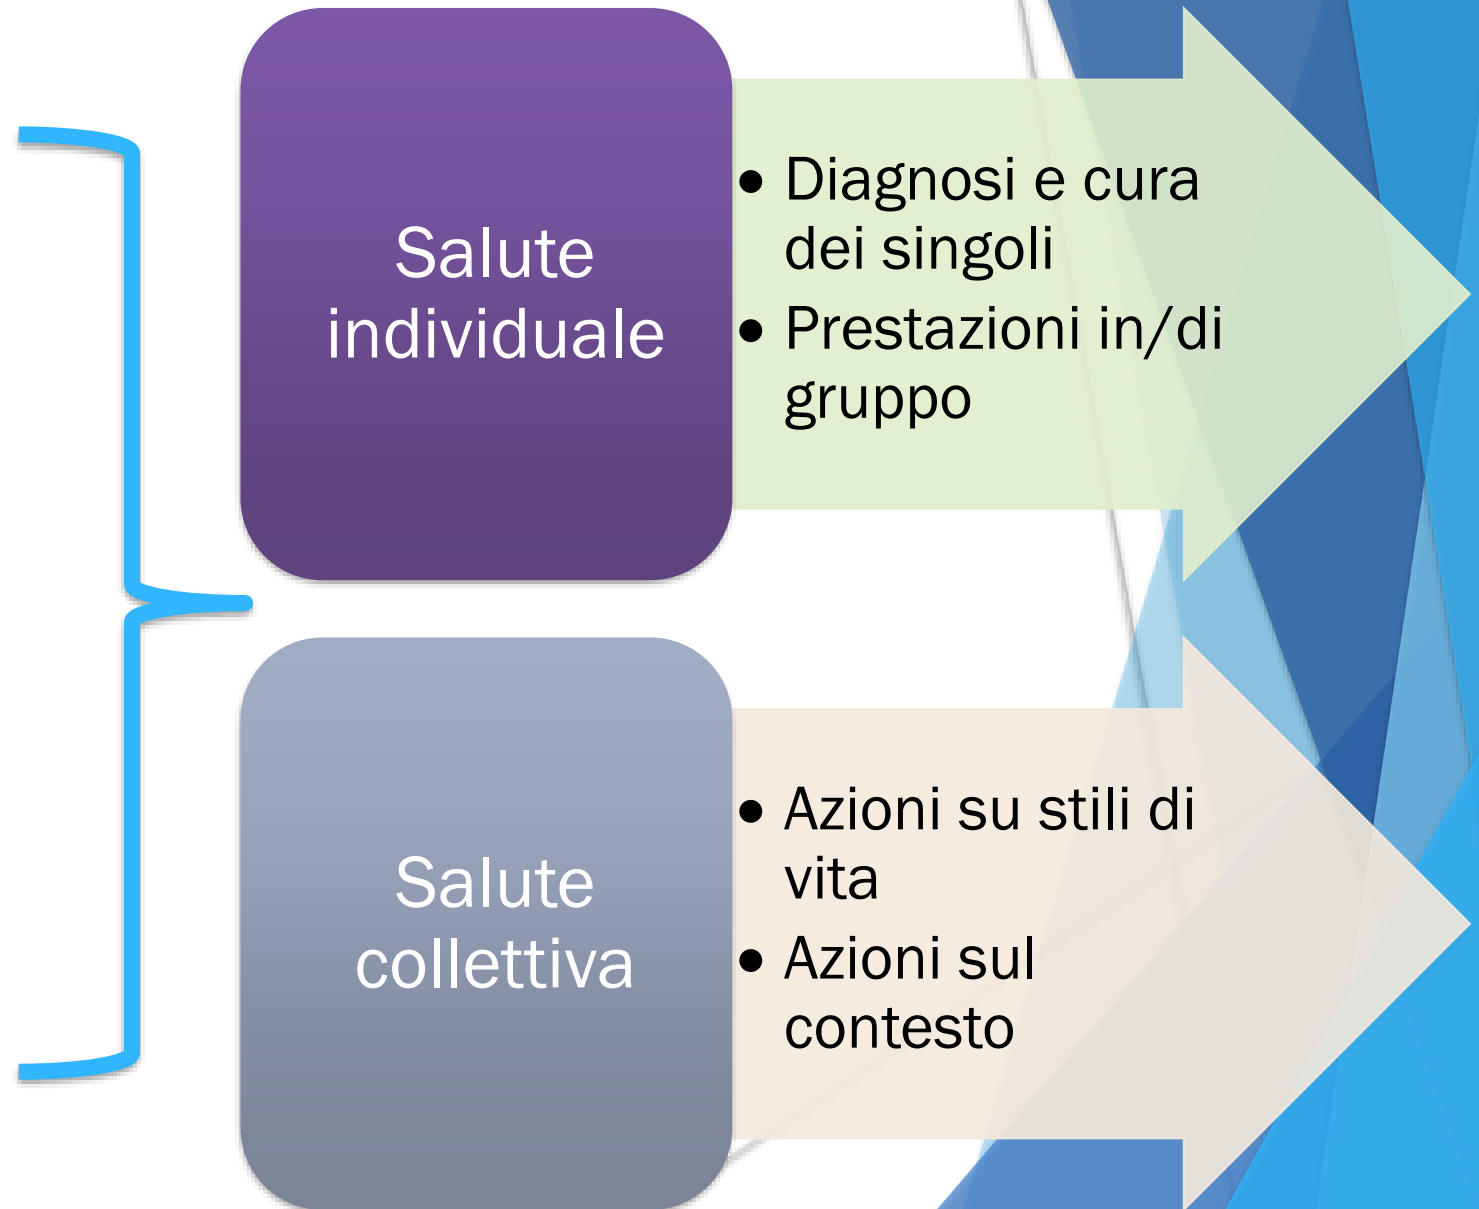 Salute
individuale
• Diagnosi e cura
dei singoli
• Prestazioni in/di
gruppo
Salute
collettiva
• Azioni su stili di
vita
• Azioni sul
contesto